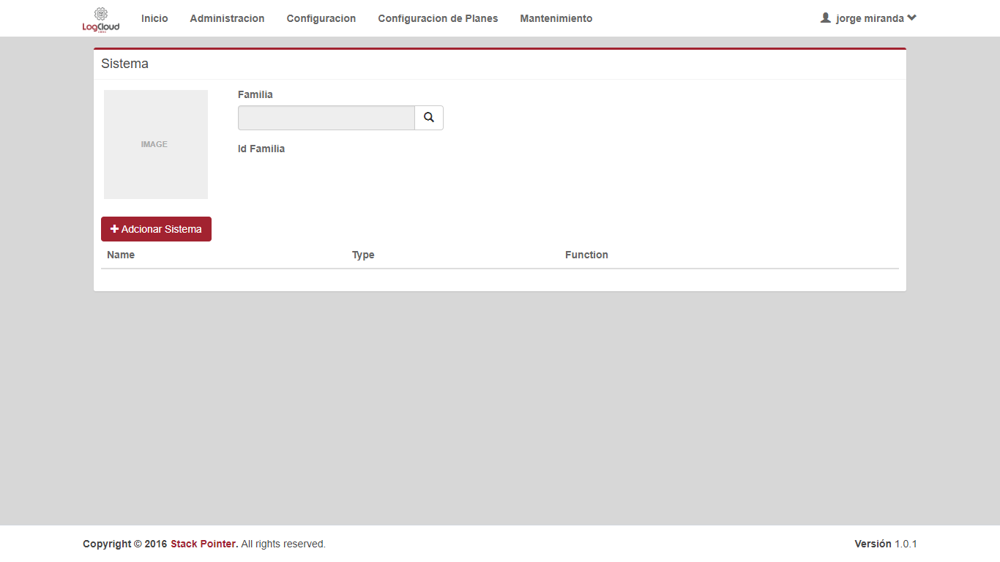 LogCloud
Inicio
Administracion
Configuracion
Configuracion de Planes
Mantenimiento
jorge miranda
Sistema
IMAGE
Familia
Id Familia
Adcionar Sistema
Name
Type
Function
Copyright © 2016 Stack Pointer. All rights reserved.
Versión 1.0.1